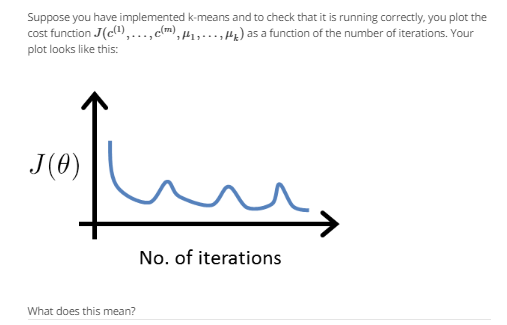 Suppose you have implemented k-means and to check that it is running correctly, you plot the
cost function J(c⁽¹⁾, . . . , c⁽ᵐ⁾, μ₁, . . . , μₖ) as a function of the number of iterations. Your
plot looks like this:
J(θ)
No. of iterations
What does this mean?